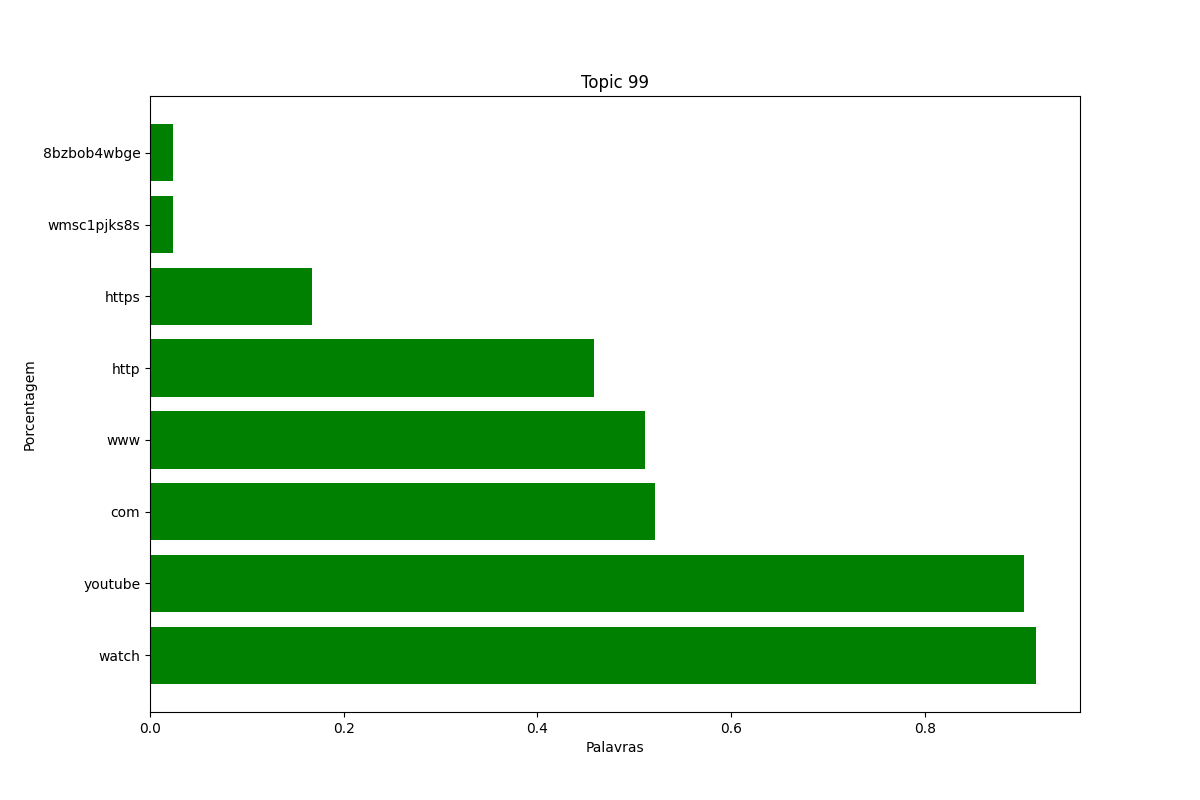 Topic 99
8bzbob4wbge
wmsc1pjks8s
https
http
www
com
youtube
watch
Porcentagem
0.0 0.2 0.4 0.6 0.8
Palavras